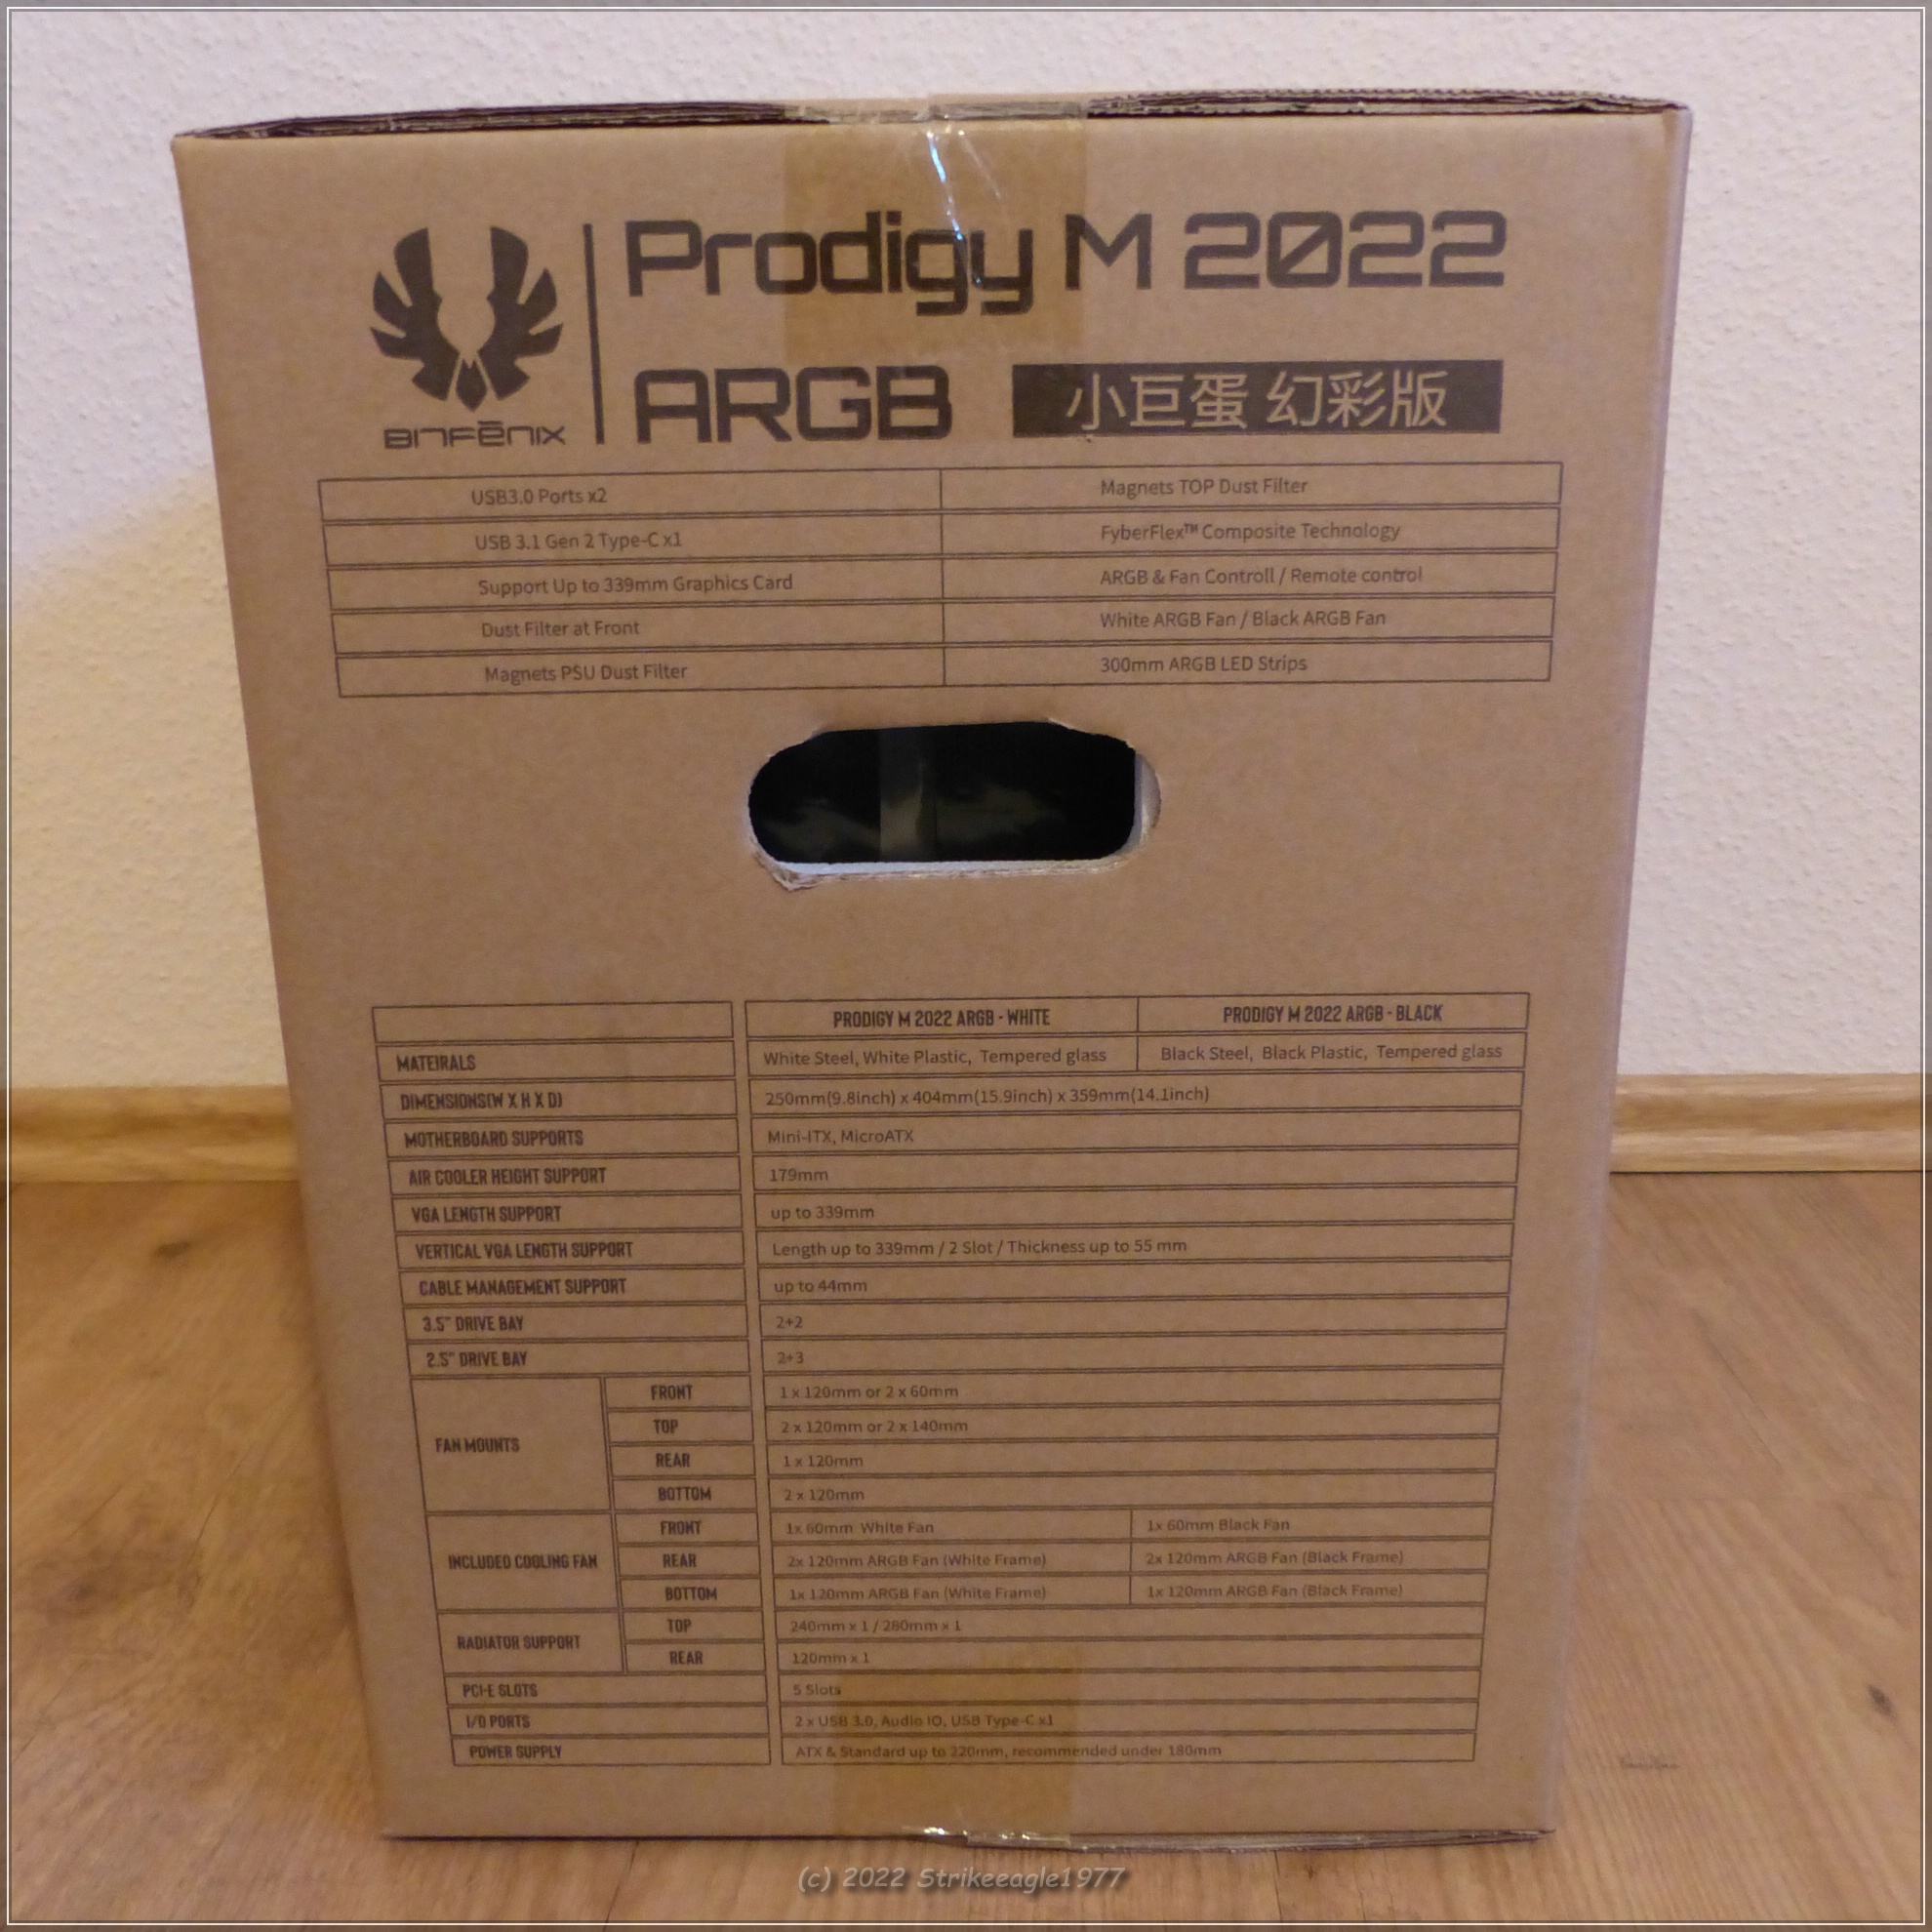 Prodigy M 2022
BITFĒNIX
ARGB 小巨蛋 幻彩版
USB3.0 Ports x2 Magnets TOP Dust Filter
USB 3.1 Gen 2 Type-C x1 FyberFlex™ Composite Technology
Support Up to 339mm Graphics Card ARGB & Fan Controll / Remote control
Dust Filter at Front White ARGB Fan / Black ARGB Fan
Magnets PSU Dust Filter 300mm ARGB LED Strips
PRODIGY M 2022 ARGB - WHITE PRODIGY M 2022 ARGB - BLACK
MATEIRALS White Steel, White Plastic, Tempered glass Black Steel, Black Plastic, Tempered glass
DIMENSIONS(W X H X D) 250mm(9.8inch) x 404mm(15.9inch) x 359mm(14.1inch)
MOTHERBOARD SUPPORTS Mini-ITX, MicroATX
AIR COOLER HEIGHT SUPPORT 179mm
VGA LENGTH SUPPORT up to 339mm
VERTICAL VGA LENGTH SUPPORT Length up to 339mm / 2 Slot / Thickness up to 55 mm
CABLE MANAGEMENT SUPPORT up to 44mm
3.5" DRIVE BAY 2+2
2.5" DRIVE BAY 2+3
FAN MOUNTS FRONT 1 x 120mm or 2 x 60mm
TOP 2 x 120mm or 2 x 140mm
REAR 1 x 120mm
BOTTOM 2 x 120mm
INCLUDED COOLING FAN FRONT 1x 60mm White Fan 1x 60mm Black Fan
REAR 2x 120mm ARGB Fan (White Frame) 2x 120mm ARGB Fan (Black Frame)
BOTTOM 1x 120mm ARGB Fan (White Frame) 1x 120mm ARGB Fan (Black Frame)
RADIATOR SUPPORT TOP 240mm x 1 / 280mm x 1
REAR 120mm x 1
PCI-E SLOTS 5 Slots
I/O PORTS 2 x USB 3.0, Audio IO, USB Type-C x1
POWER SUPPLY ATX & Standard up to 220mm, recommended under 180mm
(c) 2022 Strikeeagle1977